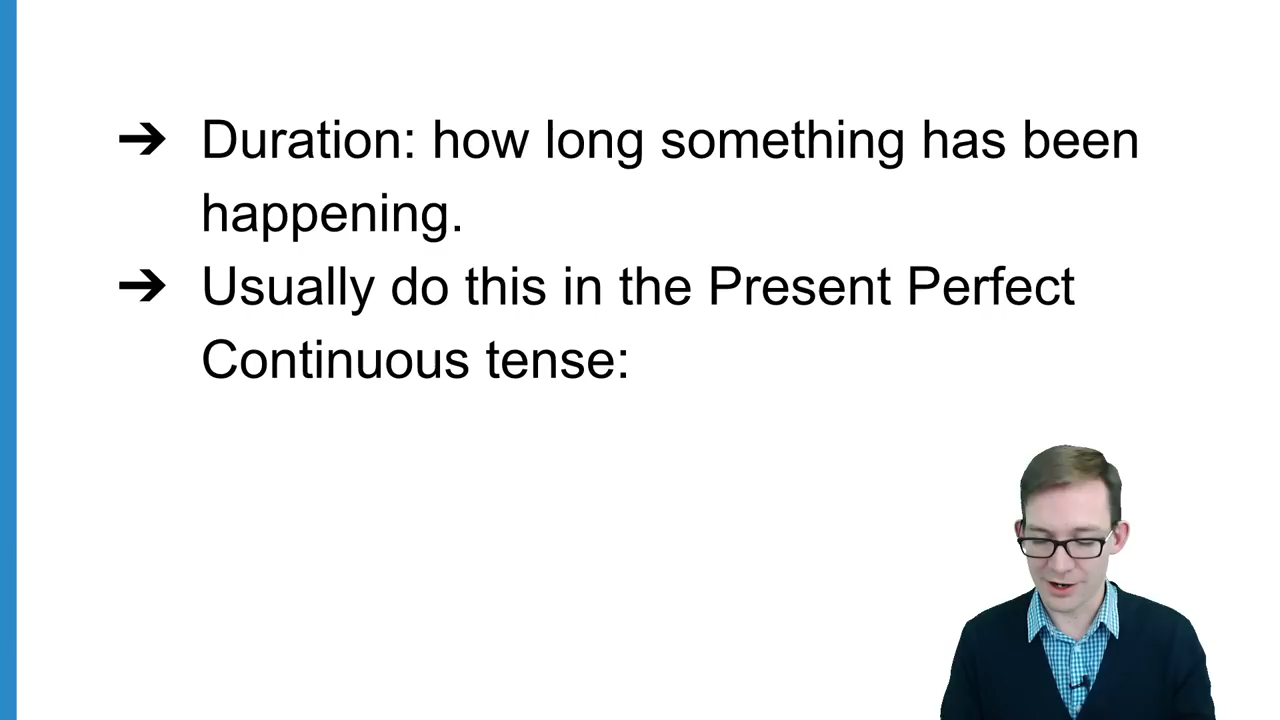 ➔ Duration: how long something has been
happening.
➔ Usually do this in the Present Perfect
Continuous tense: